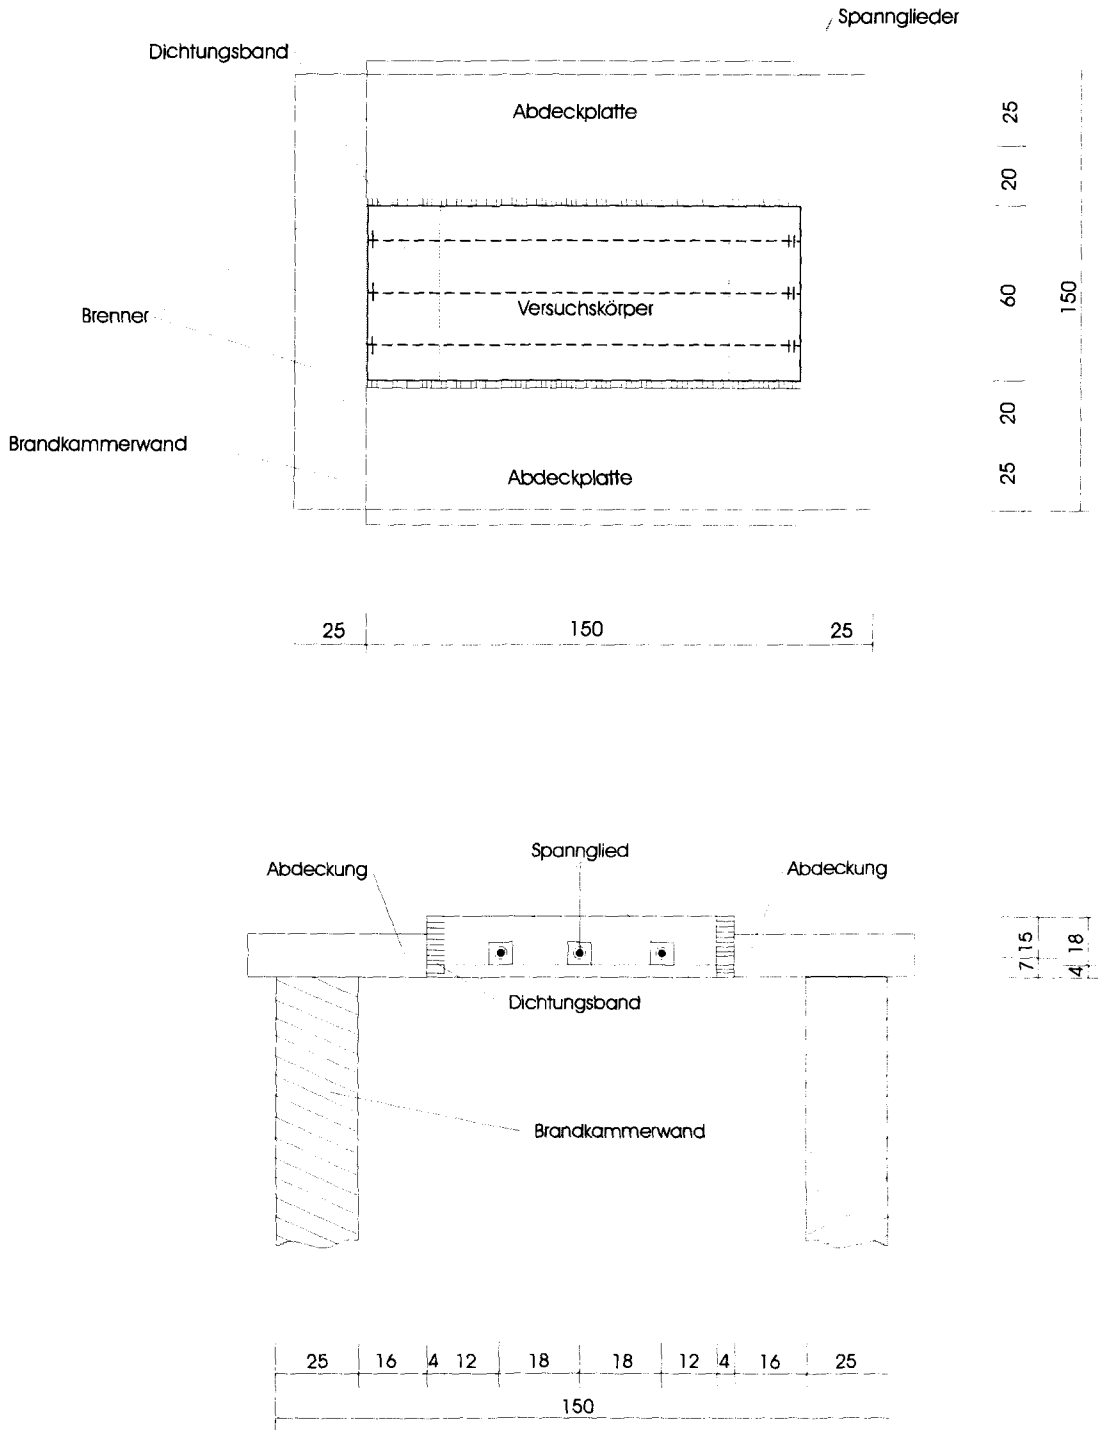 Spannglieder
Dichtungsband
Abdeckplatte
25
20
60
150
Versuchskörper
Brenner
20
Brandkammerwand
Abdeckplatte
25
25
150
25
Spannglied
Abdeckung
Abdeckung
15
18
7
4
Dichtungsband
Brandkammerwand
25
16
4
12
18
18
12
4
16
25
150